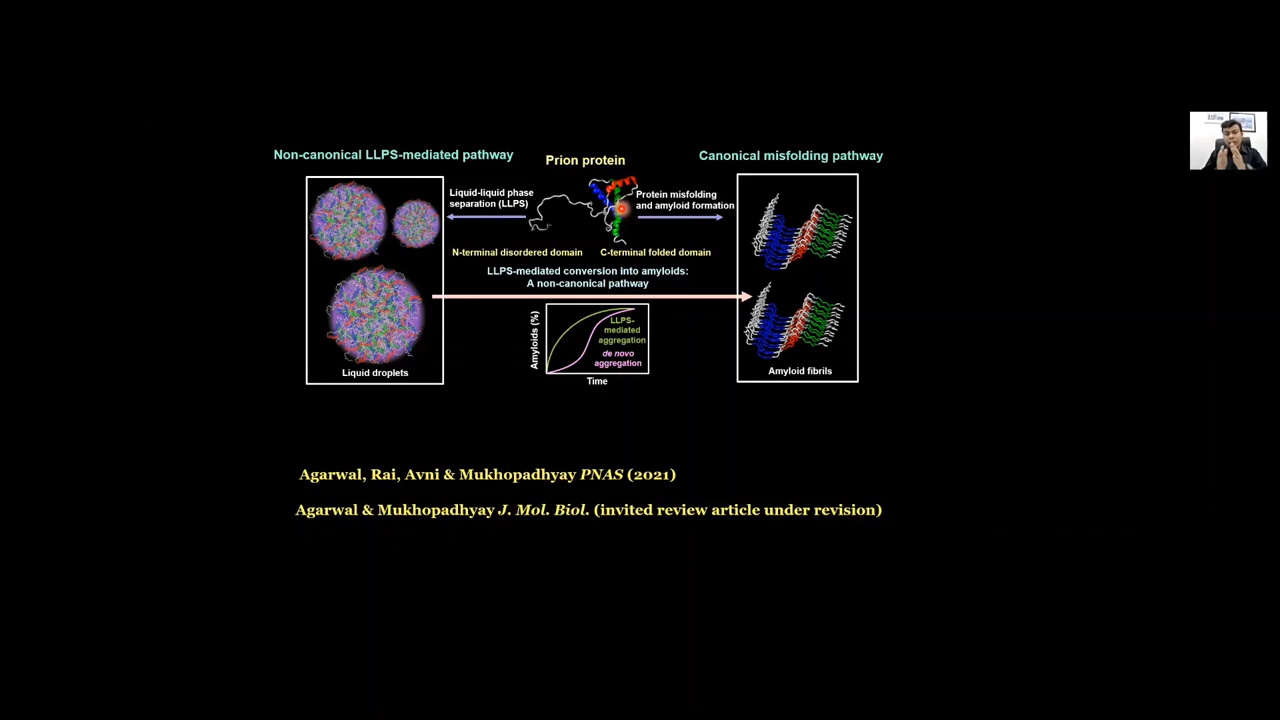 Non-canonical LLPS-mediated pathway
Prion protein
Canonical misfolding pathway
Liquid-liquid phase
separation (LLPS)
Protein misfolding
and amyloid formation
N-terminal disordered domain
C-terminal folded domain
LLPS-mediated conversion into amyloids:
A non-canonical pathway
Amyloids (%)
LLPS-
mediated
aggregation
de novo
aggregation
Time
Liquid droplets
Amyloid fibrils
Agarwal, Rai, Avni & Mukhopadhyay PNAS (2021)
Agarwal & Mukhopadhyay J. Mol. Biol. (invited review article under revision)